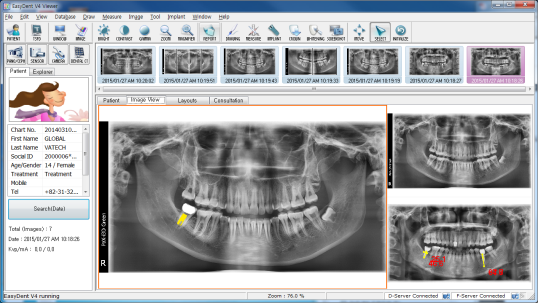 EasyDent V4 Viewer
File Edit View Database Draw Measure Image Tool Implant Window Help
PATIENT TSTD WINDOW IMAGE BRIGHT CONTRAST GAMMA ZOOM MAGNIFIER REPORT DRAWING MEASURE IMPLANT CROWN WHITENING SIDESHOT MOVE SELECT INITIALIZE
PANO/CEPH SENSOR CAMERA DENTAL CT
2015/01/27 AM 10:20:02 2015/01/27 AM 10:19:51 2015/01/27 AM 10:19:43 2015/01/27 AM 10:19:31 2015/01/27 AM 10:19:19 2015/01/27 AM 10:18:27 2015/01/27 AM 10:18:26
Patient Explorer
Patient Image View Layouts Consultation
Chart No. 20140310...
First Name GLOBAL
Last Name VATECH
Social ID 2000006*...
Age/Gender 14 / Female
Treatment Treatment
Mobile
Tel +82-31-32...
Search(Date)
Total (Images) : 7
Date : 2015/01/27 AM 10:18:26
Kvp/mA : 0,0 / 0,0
R
EasyDent V4 running
Zoom : 76.0 %
D-Server Connected
F-Server Connected